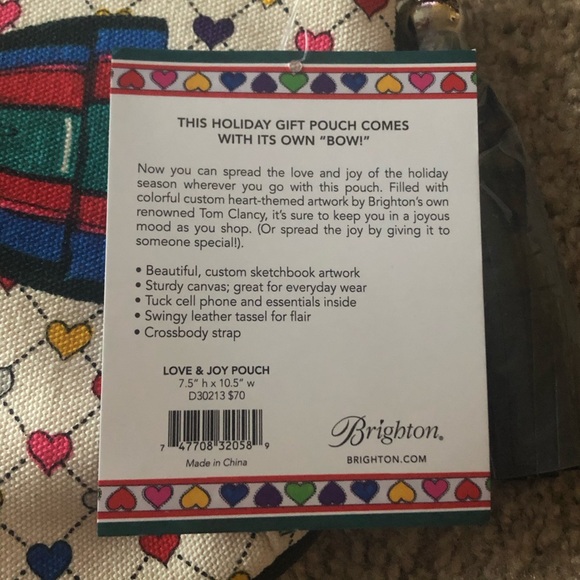 THIS HOLIDAY GIFT POUCH COMES
WITH ITS OWN "BOW!"
Now you can spread the love and joy of the holiday
season wherever you go with this pouch. Filled with
colorful custom heart-themed artwork by Brighton's own
renowned Tom Clancy, it's sure to keep you in a joyous
mood as you shop. (Or spread the joy by giving it to
someone special!).
• Beautiful, custom sketchbook artwork
• Sturdy canvas; great for everyday wear
• Tuck cell phone and essentials inside
• Swingy leather tassel for flair
• Crossbody strap
LOVE & JOY POUCH
7.5" h x 10.5" w
D30213 $70
7 47708 32058 9
Made in China
Brighton®
BRIGHTON.COM